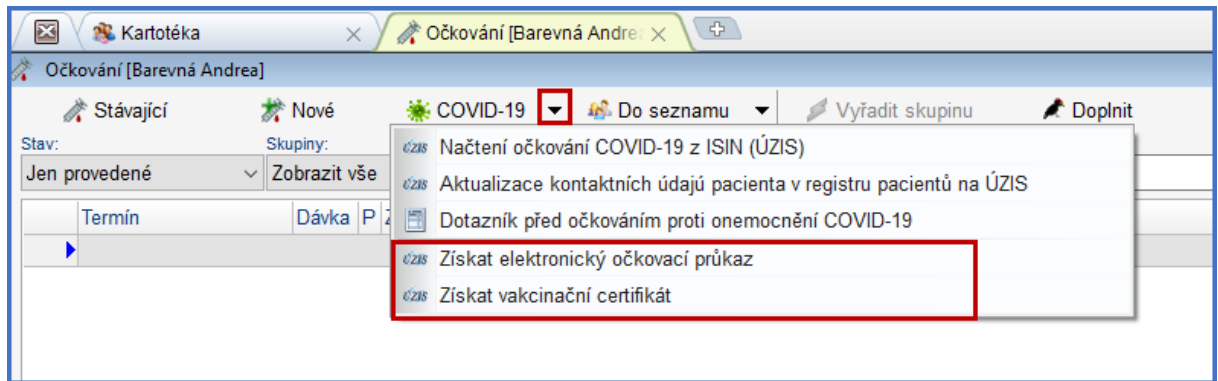 Kartotéka
Očkování [Barevná Andre
Očkování [Barevná Andrea]
Stávající Nové COVID-19 Do seznamu Vyřadit skupinu Doplnit
Stav: Skupiny:
Jen provedené Zobrazit vše
Termín Dávka P
ÚZIS Načtení očkování COVID-19 z ISIN (ÚZIS)
ÚZIS Aktualizace kontaktních údajů pacienta v registru pacientů na ÚZIS
Dotazník před očkováním proti onemocnění COVID-19
ÚZIS Získat elektronický očkovací průkaz
ÚZIS Získat vakcinační certifikát